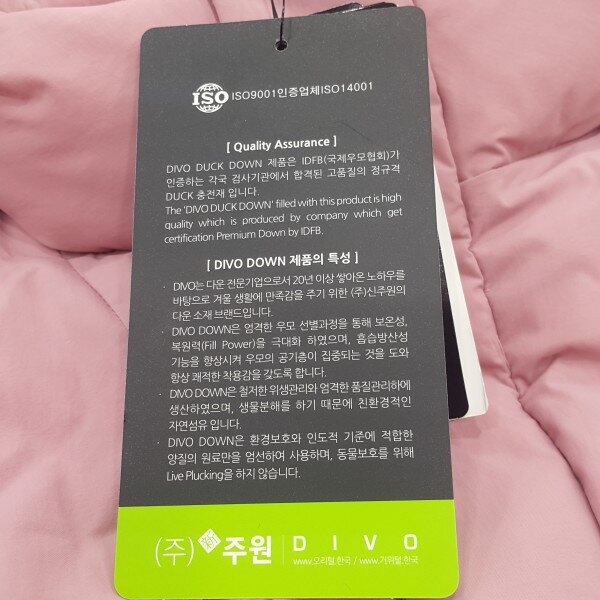 ISO ISO9001인증업체ISO14001
[ Quality Assurance ]
DIVO DUCK DOWN 제품은 IDFB(국제우모협회)가
인증하는 각국 검사기관에서 합격된 고품질의 정규격
DUCK 충전재 입니다.
The 'DIVO DUCK DOWN' filled with this product is high
quality which is produced by company which get
certification Premium Down by IDFB.
[ DIVO DOWN 제품의 특성 ]
· DIVO는 다운 전문기업으로서 20년 이상 쌓아온 노하우를
바탕으로 겨울 생활에 만족감을 주기 위한 (주)신주원의
다운 소재 브랜드입니다.
· DIVO DOWN은 엄격한 우모 선별과정을 통해 보온성,
복원력(Fill Power)을 극대화 하였으며, 흡습방산성
기능을 향상시켜 우모의 공기층이 집중되는 것을 도와
항상 쾌적한 착용감을 갖도록 합니다.
· DIVO DOWN은 철저한 위생관리와 엄격한 품질관리하에
생산하였으며, 생물분해를 하기 때문에 친환경적인
자연섬유 입니다.
· DIVO DOWN은 환경보호와 인도적 기준에 적합한
양질의 원료만을 엄선하여 사용하며, 동물보호를 위해
Live Plucking을 하지 않습니다.
(주) 新 주원 | DIVO
www.오리털.한국 / www.거위털.한국